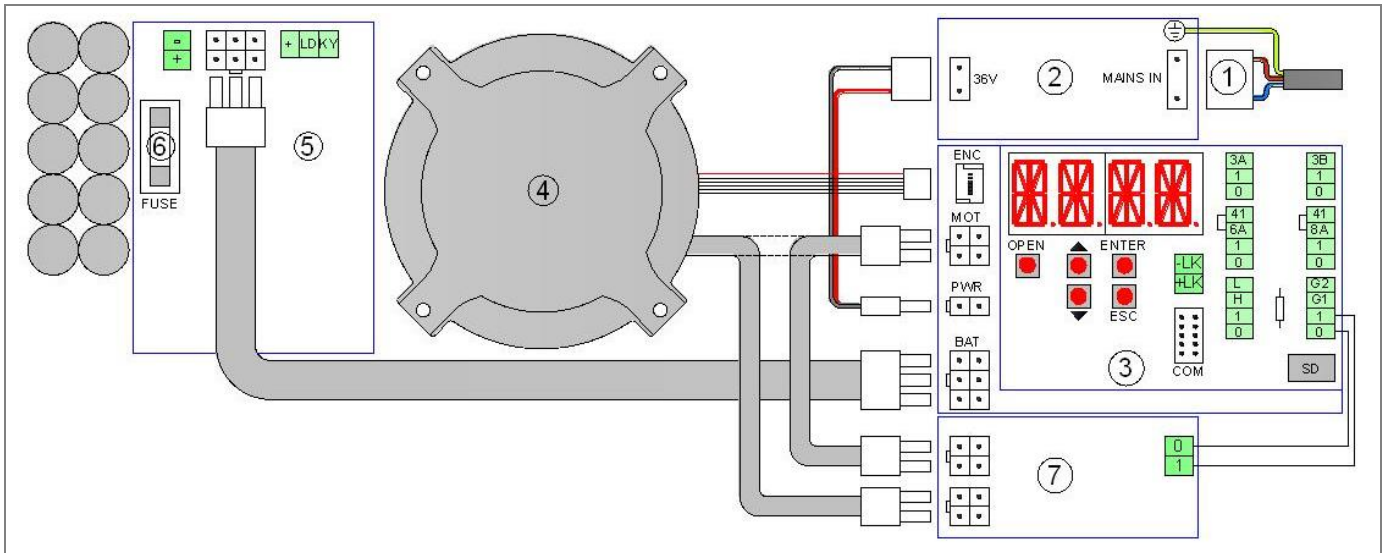 -
+
+ LD KY
6
FUSE
5
4
36V
2
MAINS IN
1
ENC
MOT
PWR
BAT
OPEN
ENTER
ESC
-LK
+LK
COM
3
3A
1
0
41
6A
1
0
L
H
1
0
3B
1
0
41
8A
1
0
G2
G1
1
0
SD
7
0
1